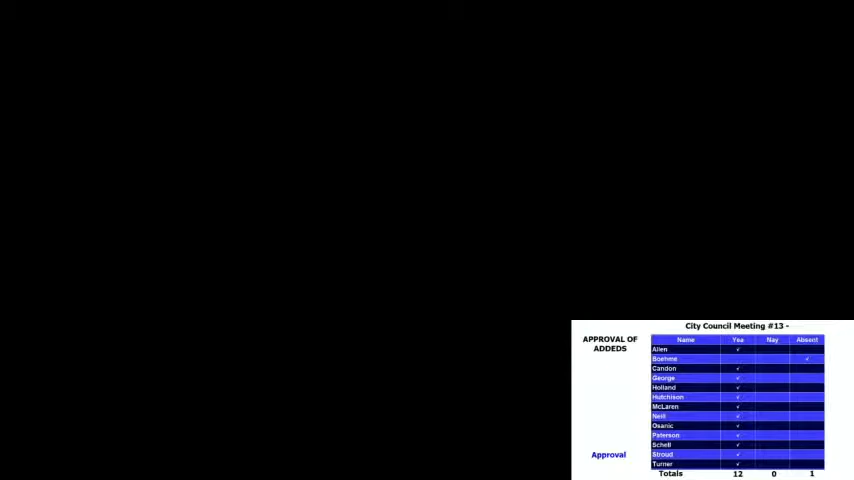 City Council Meeting #13 -
APPROVAL OF
ADDEDS
Name Yea Nay Absent
Allen √
Boehme √
Candon √
George √
Holland √
Hutchison √
McLaren √
Neill √
Osanic √
Paterson √
Schell √
Approval
Stroud √
Turner √
Totals 12 0 1